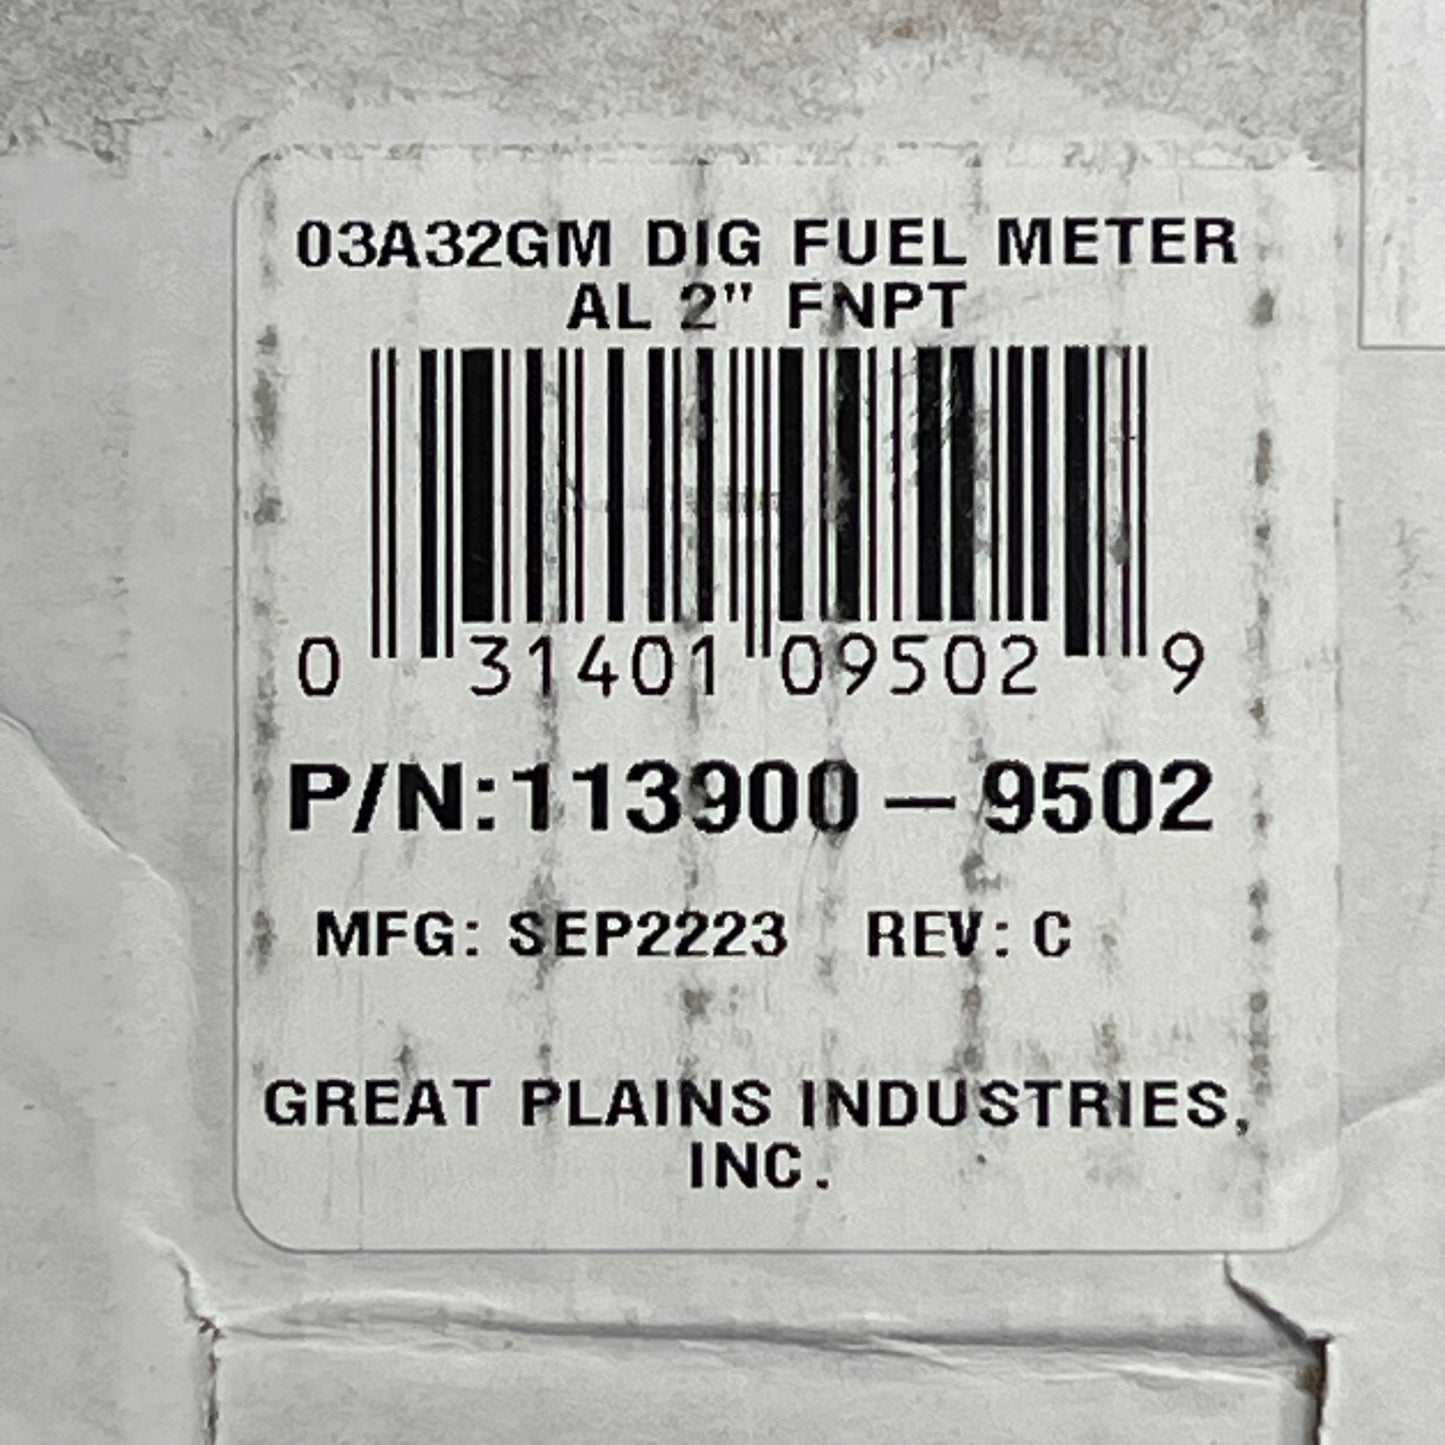 03A32GM DIG FUEL METER
AL 2" FNPT
0 31401 09502 9
P/N:113900-9502
MFG: SEP2223 REV: C
GREAT PLAINS INDUSTRIES,
INC.